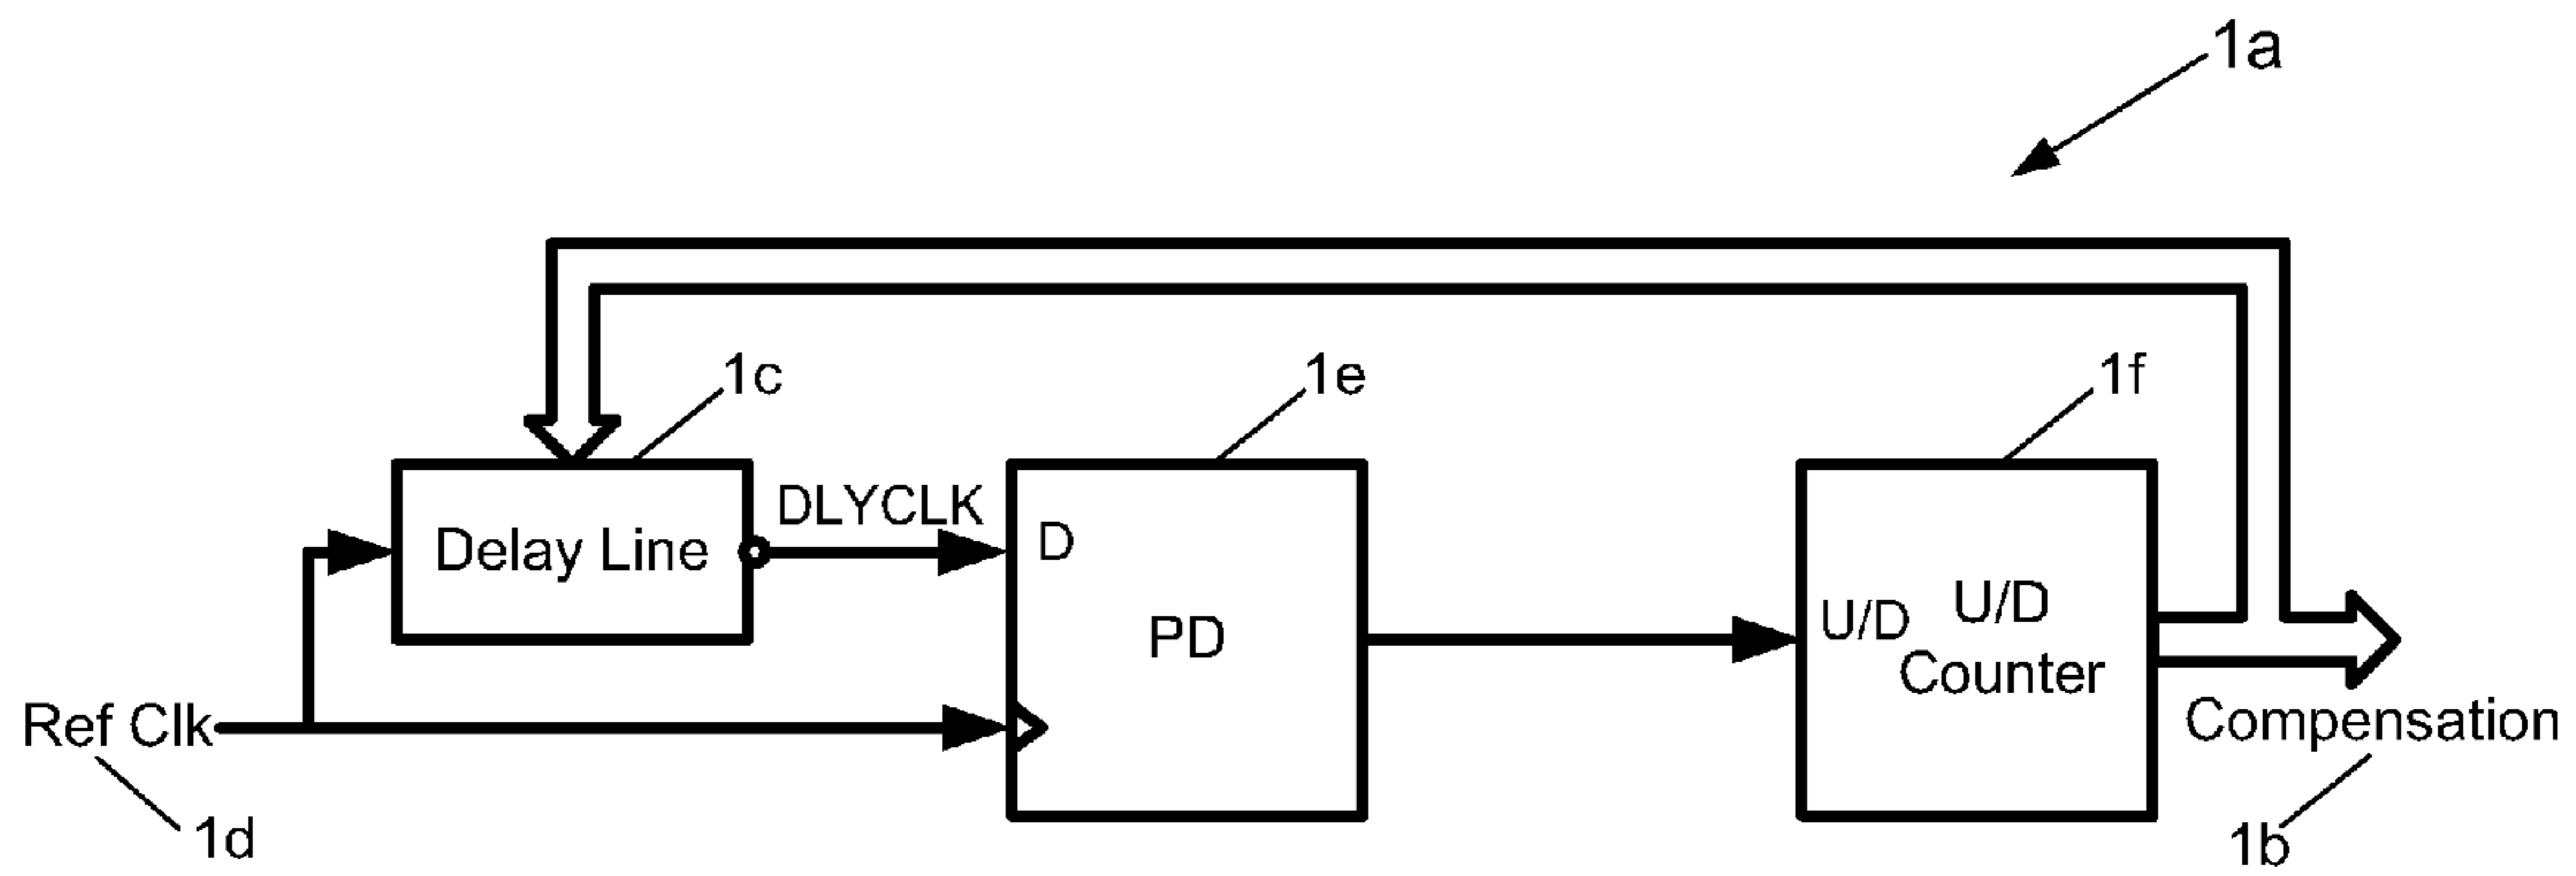 1a
1c
1e
1f
DLYCLK
Delay Line
D
PD
U/D
U/D
Counter
Ref Clk
Compensation
1d
1b